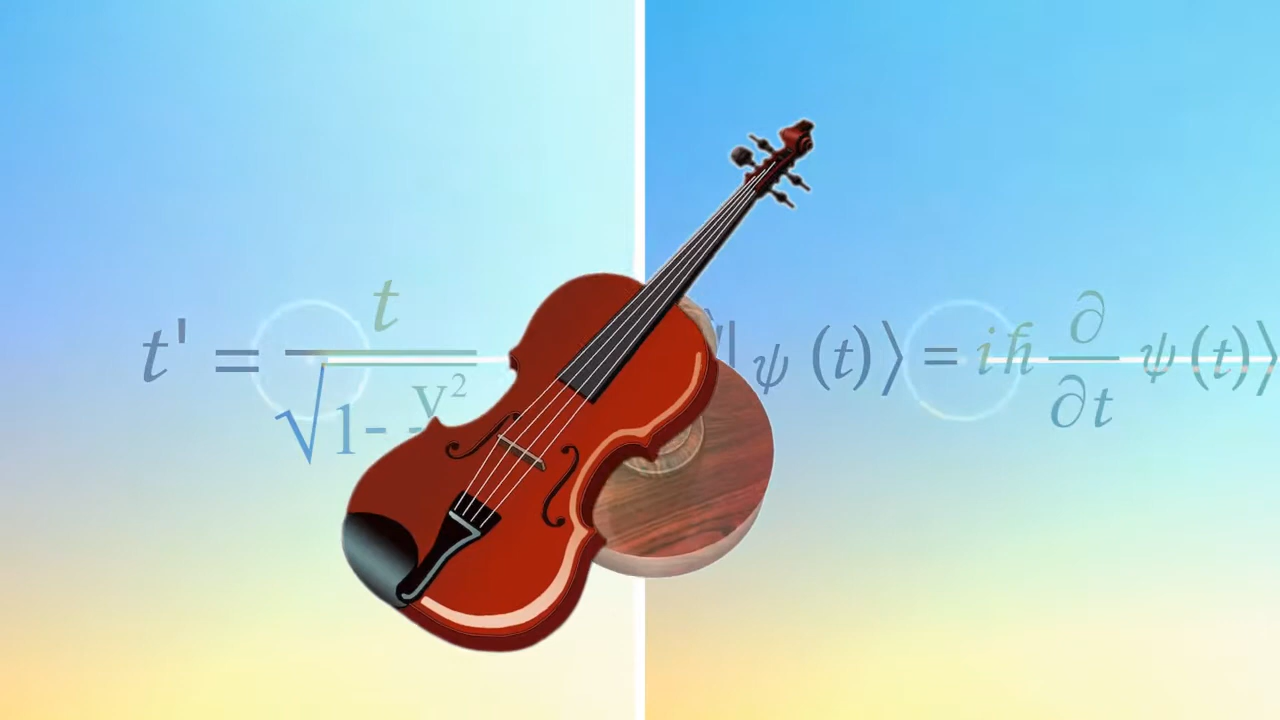 t' = t / √1- v²
ψ (t)⟩ = iħ ∂/∂t ψ (t)⟩